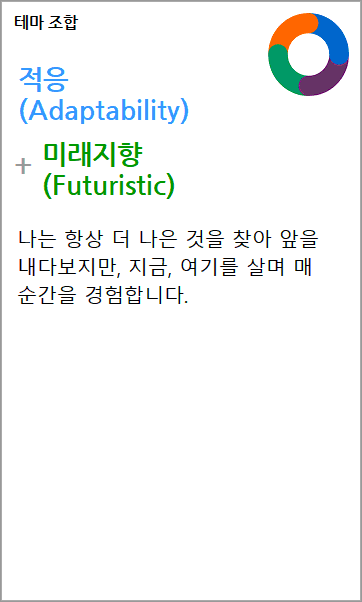 테마 조합
적응
(Adaptability)
+ 미래지향
(Futuristic)
나는 항상 더 나은 것을 찾아 앞을
내다보지만, 지금, 여기를 살며 매
순간을 경험합니다.